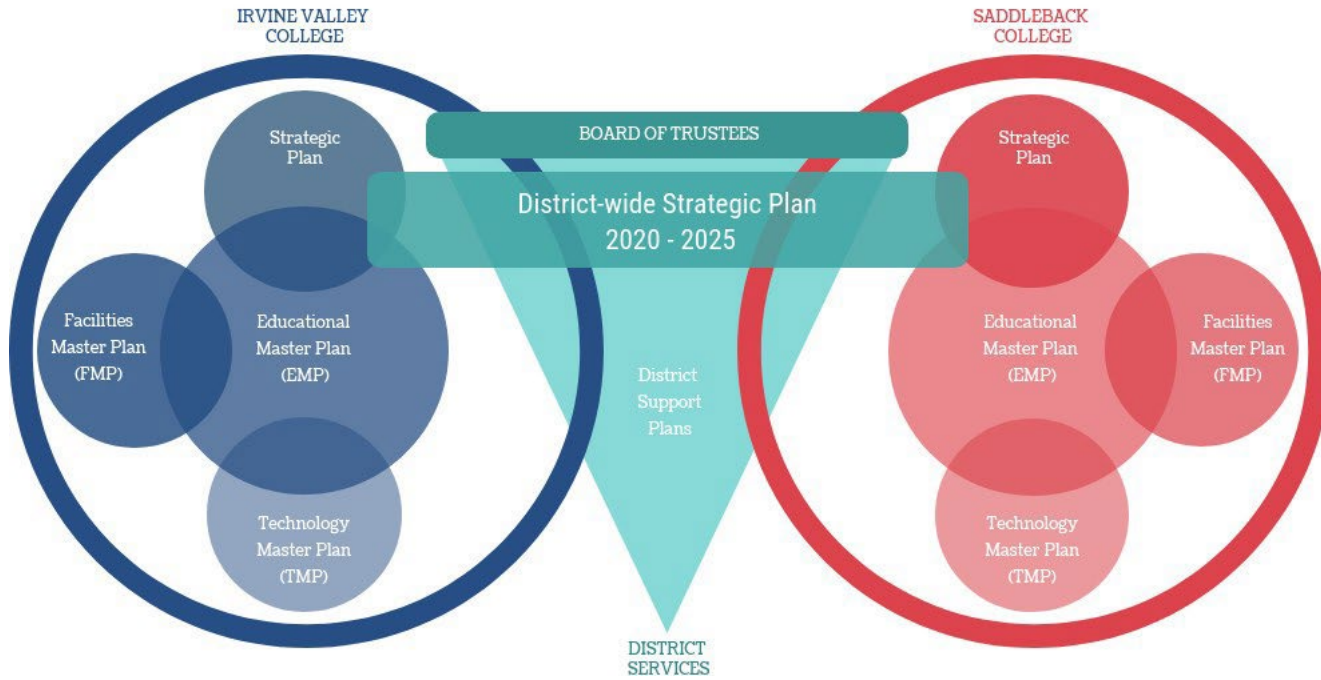 IRVINE VALLEY
COLLEGE
SADDLEBACK
COLLEGE
Strategic
Plan
BOARD OF TRUSTEES
Strategic
Plan
District-wide Strategic Plan
2020 - 2025
Facilities
Master Plan
(FMP)
Educational
Master Plan
(EMP)
District
Support
Plans
Educational
Master Plan
(EMP)
Facilities
Master Plan
(FMP)
Technology
Master Plan
(TMP)
Technology
Master Plan
(TMP)
DISTRICT
SERVICES